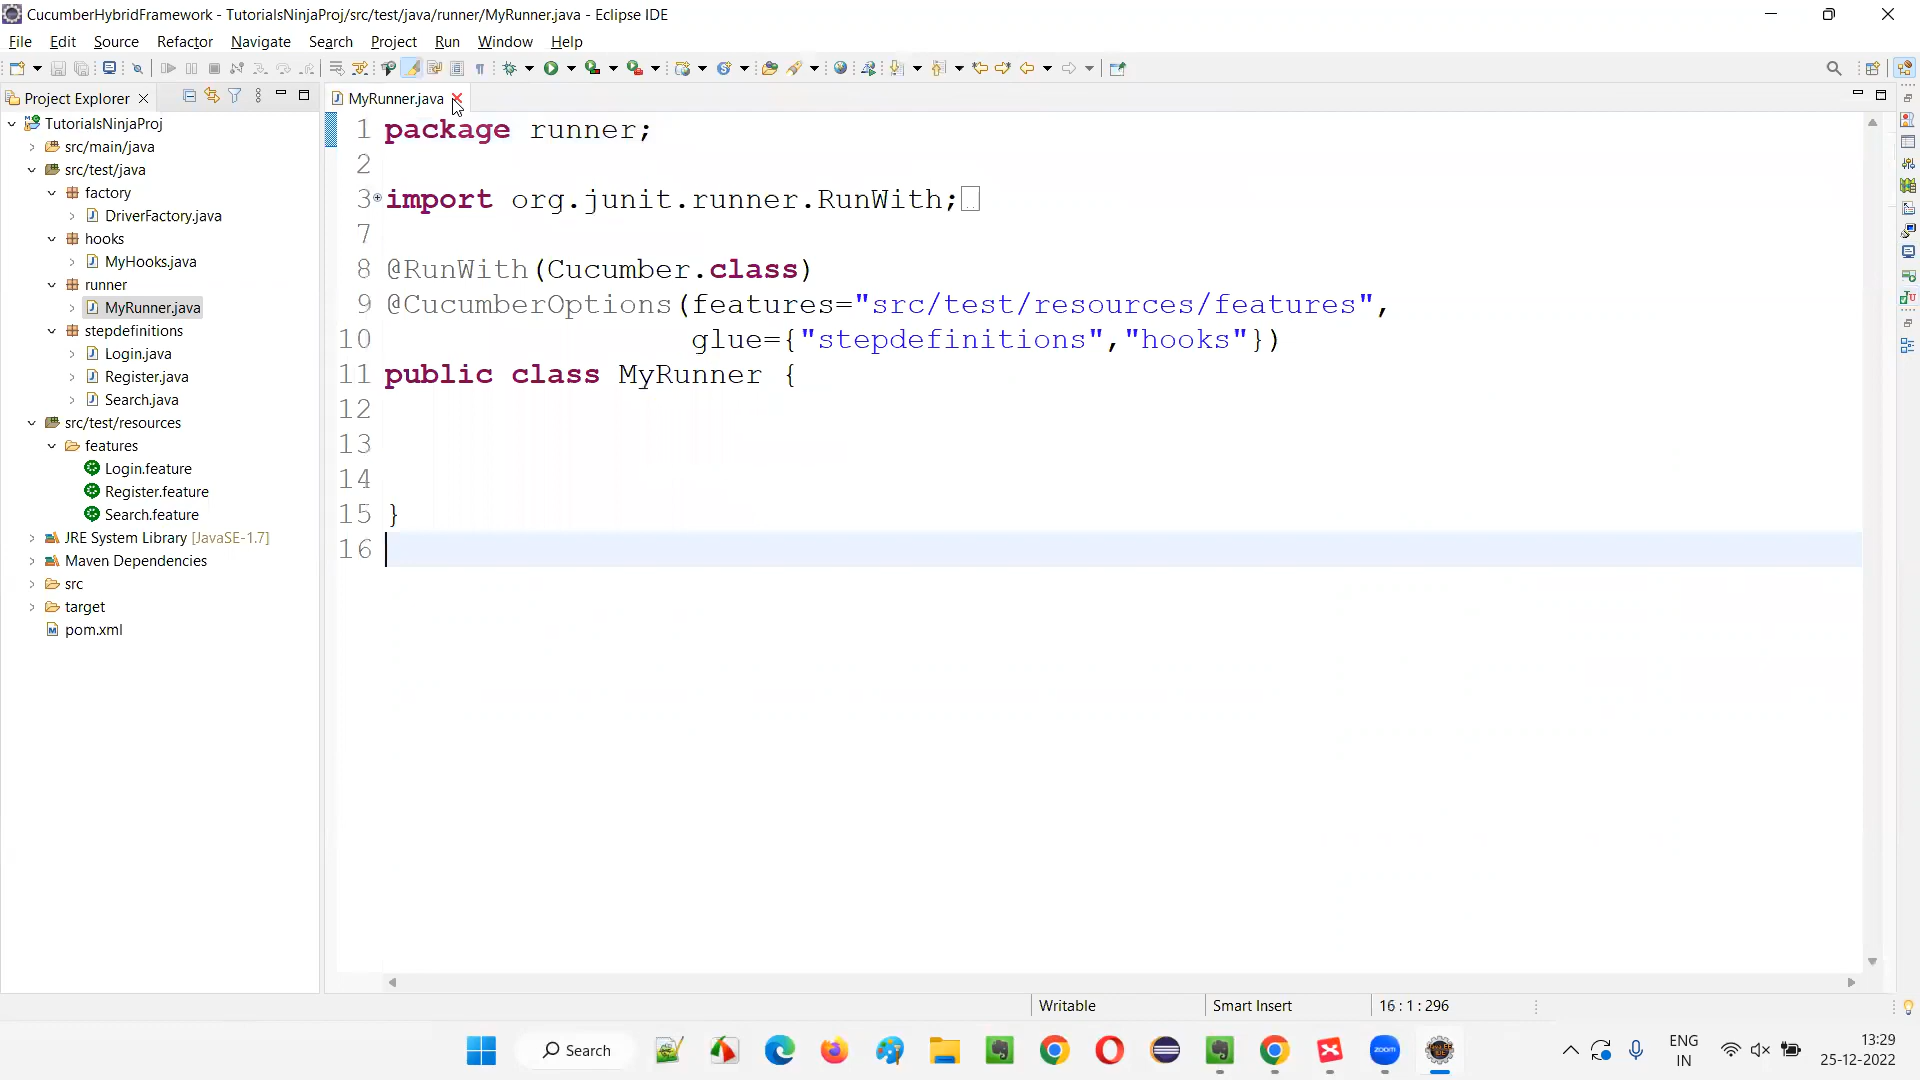 CucumberHybridFramework - TutorialsNinjaProj/src/test/java/runner/MyRunner.java - Eclipse IDE
File Edit Source Refactor Navigate Search Project Run Window Help
Project Explorer
TutorialsNinjaProj
src/main/java
src/test/java
factory
DriverFactory.java
hooks
MyHooks.java
runner
MyRunner.java
stepdefinitions
Login.java
Register.java
Search.java
src/test/resources
features
Login.feature
Register.feature
Search.feature
JRE System Library [JavaSE-1.7]
Maven Dependencies
src
target
pom.xml
MyRunner.java
1 package runner;
2
3 import org.junit.runner.RunWith;
7
8 @RunWith(Cucumber.class)
9 @CucumberOptions(features="src/test/resources/features",
10 glue={"stepdefinitions","hooks"})
11 public class MyRunner {
12
13
14
15 }
16
Writable Smart Insert 16 : 1 : 296
Search
zoom
ENG
IN
13:29
25-12-2022